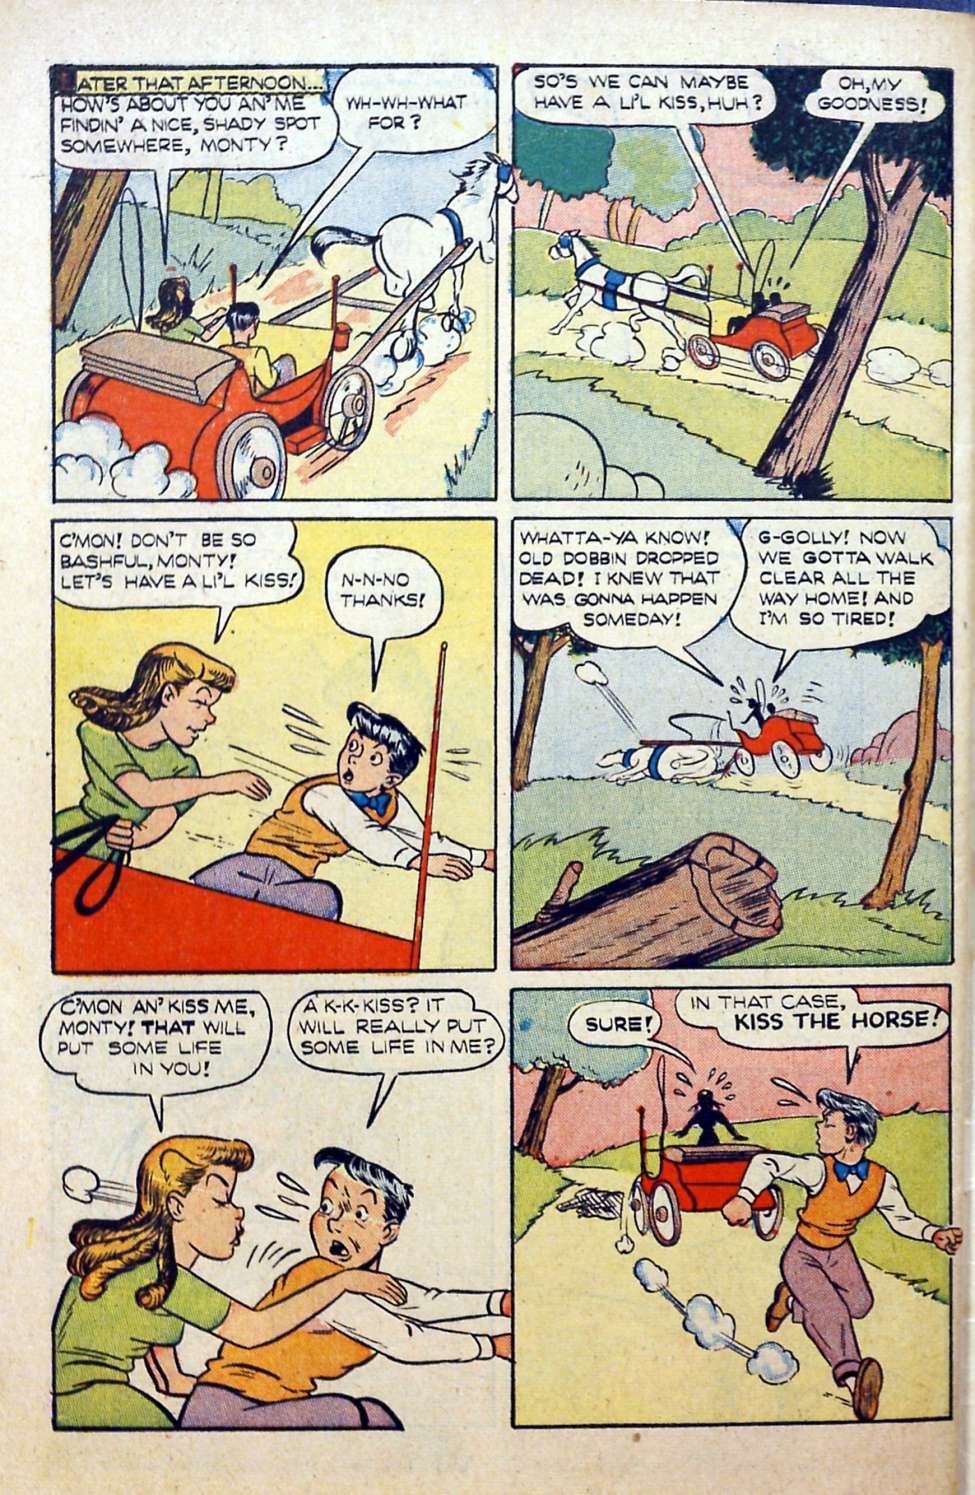 LATER THAT AFTERNOON...
HOW'S ABOUT YOU AN' ME
FINDIN' A NICE, SHADY SPOT
SOMEWHERE, MONTY?
WH-WH-WHAT
FOR?
SO'S WE CAN MAYBE
HAVE A LI'L KISS, HUH?
OH, MY
GOODNESS!
C'MON! DON'T BE SO
BASHFUL, MONTY!
LET'S HAVE A LI'L KISS!
N-N-NO
THANKS!
WHATTA-YA KNOW!
OLD DOBBIN DROPPED
DEAD! I KNEW THAT
WAS GONNA HAPPEN
SOMEDAY!
G-GOLLY! NOW
WE GOTTA WALK
CLEAR ALL THE
WAY HOME! AND
I'M SO TIRED!
C'MON AN' KISS ME,
MONTY! THAT WILL
PUT SOME LIFE
IN YOU!
A K-K-KISS? IT
WILL REALLY PUT
SOME LIFE IN ME?
SURE!
IN THAT CASE,
KISS THE HORSE!